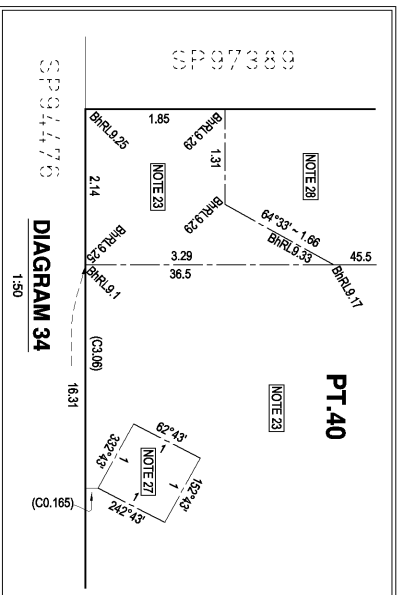 SP97389
SP94476
1.85
BhRL9.29
BhRL9.25
1.31
NOTE 28
NOTE 23
64°33' ~ 1.66
BhRL9.33
BhRL9.29
2.14
BhRL9.25
3.29
36.5
45.5
BhRL9.17
BhRL9.1
DIAGRAM 34
1:50
(C3.06)
16.31
PT.40
NOTE 23
62°43'
1
332°43'
1
NOTE 27
1
152°43'
1
242°43'
(C0.165)